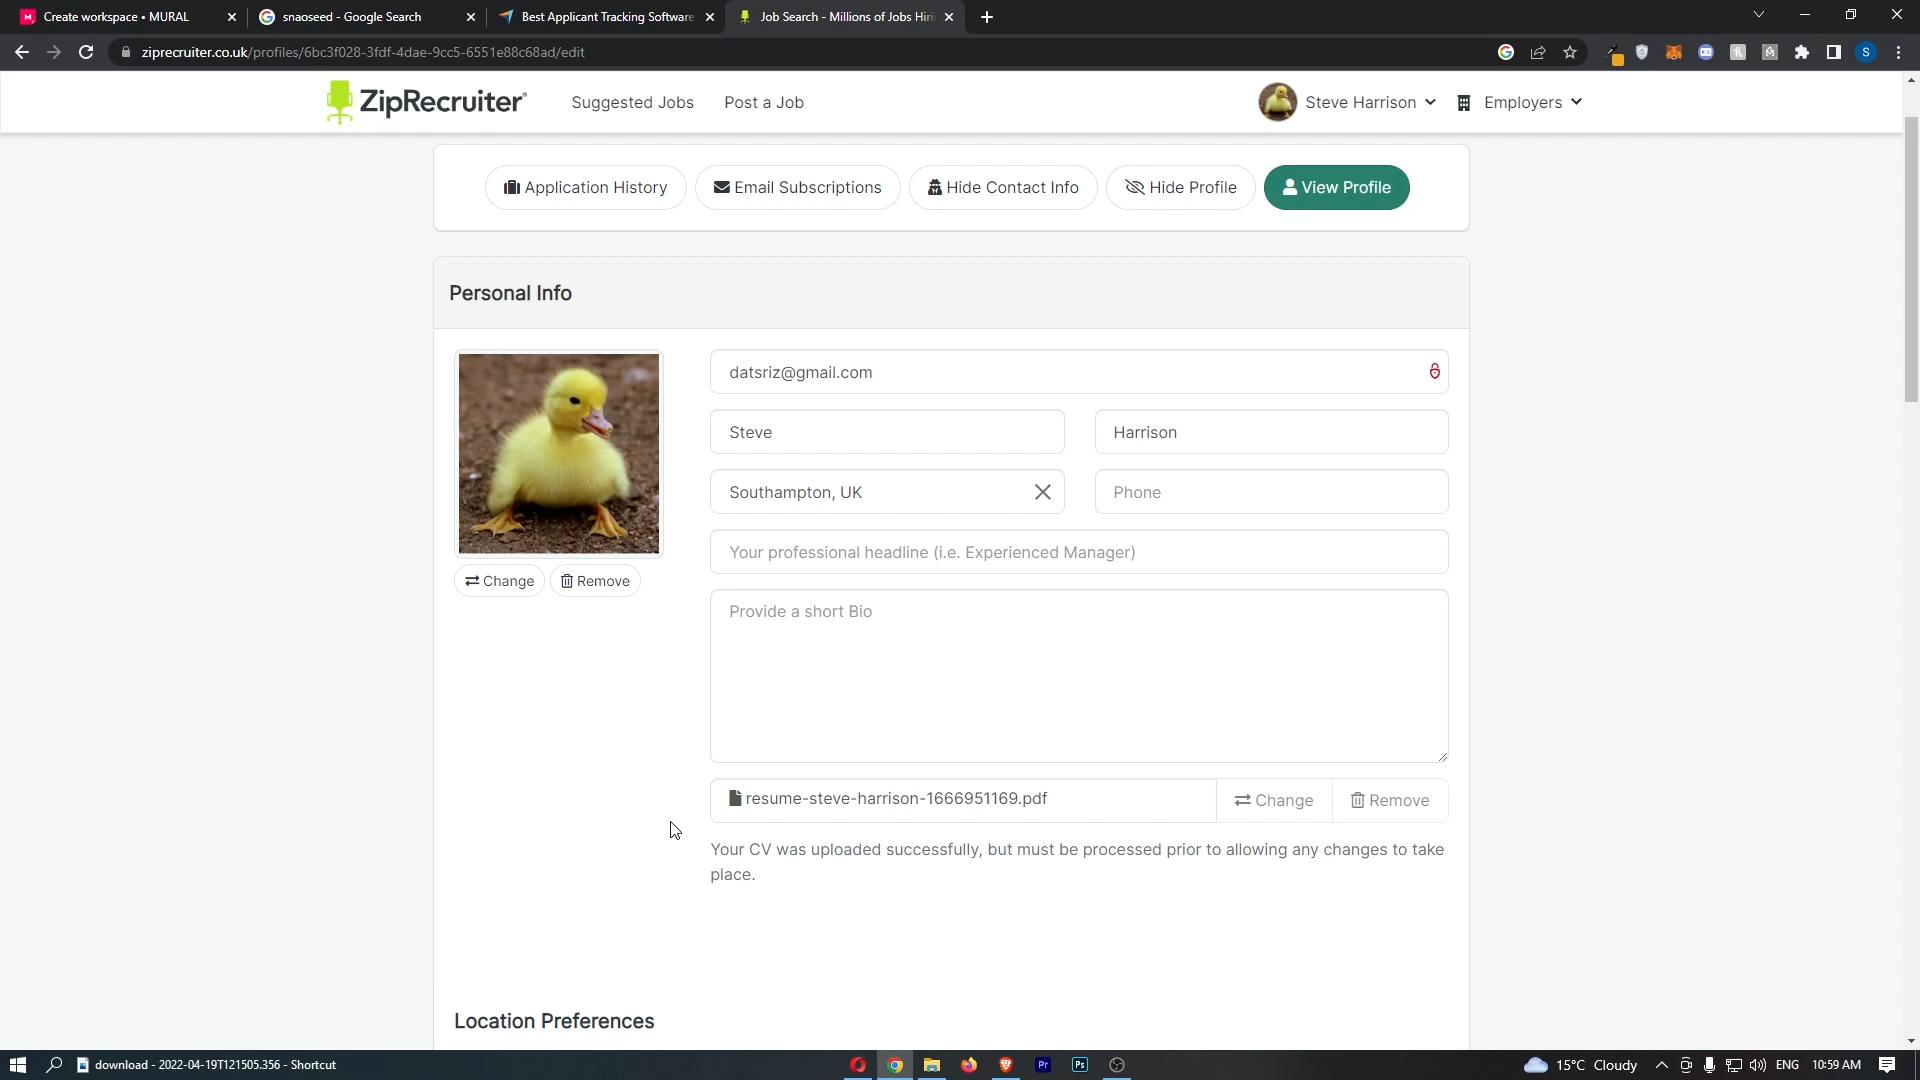 Create workspace • MURAL
snaoseed - Google Search
Best Applicant Tracking Software
Job Search - Millions of Jobs Hiri
ziprecruiter.co.uk/profiles/6bc3f028-3fdf-4dae-9cc5-6551e88c68ad/edit
S
ZipRecruiter
Suggested Jobs
Post a Job
Steve Harrison
Employers
Application History
Email Subscriptions
Hide Contact Info
Hide Profile
View Profile
Personal Info
datsriz@gmail.com
Steve
Harrison
Southampton, UK
Phone
Your professional headline (i.e. Experienced Manager)
Change
Remove
Provide a short Bio
resume-steve-harrison-1666951169.pdf
Change
Remove
Your CV was uploaded successfully, but must be processed prior to allowing any changes to take
place.
Location Preferences
download - 2022-04-19T121505.356 - Shortcut
Pr
Ps
15°C Cloudy
ENG
10:59 AM